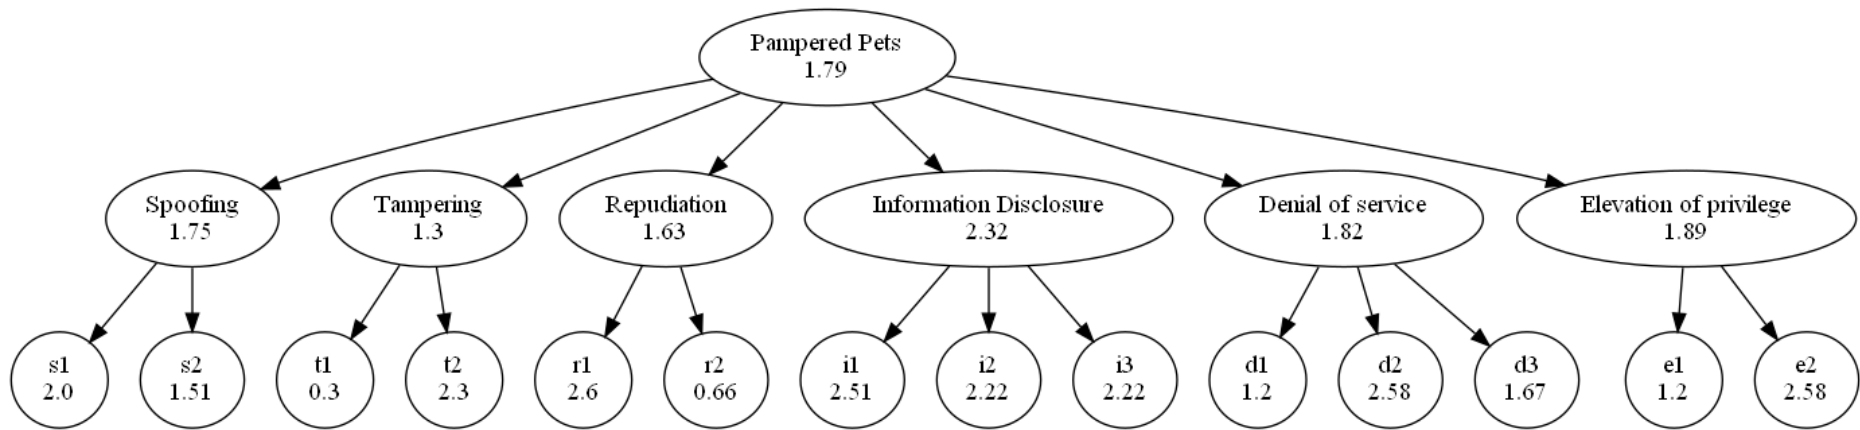 Pampered Pets
1.79
Spoofing
1.75
Tampering
1.3
Repudiation
1.63
Information Disclosure
2.32
Denial of service
1.82
Elevation of privilege
1.89
s1
2.0
s2
1.51
t1
0.3
t2
2.3
r1
2.6
r2
0.66
i1
2.51
i2
2.22
i3
2.22
d1
1.2
d2
2.58
d3
1.67
e1
1.2
e2
2.58